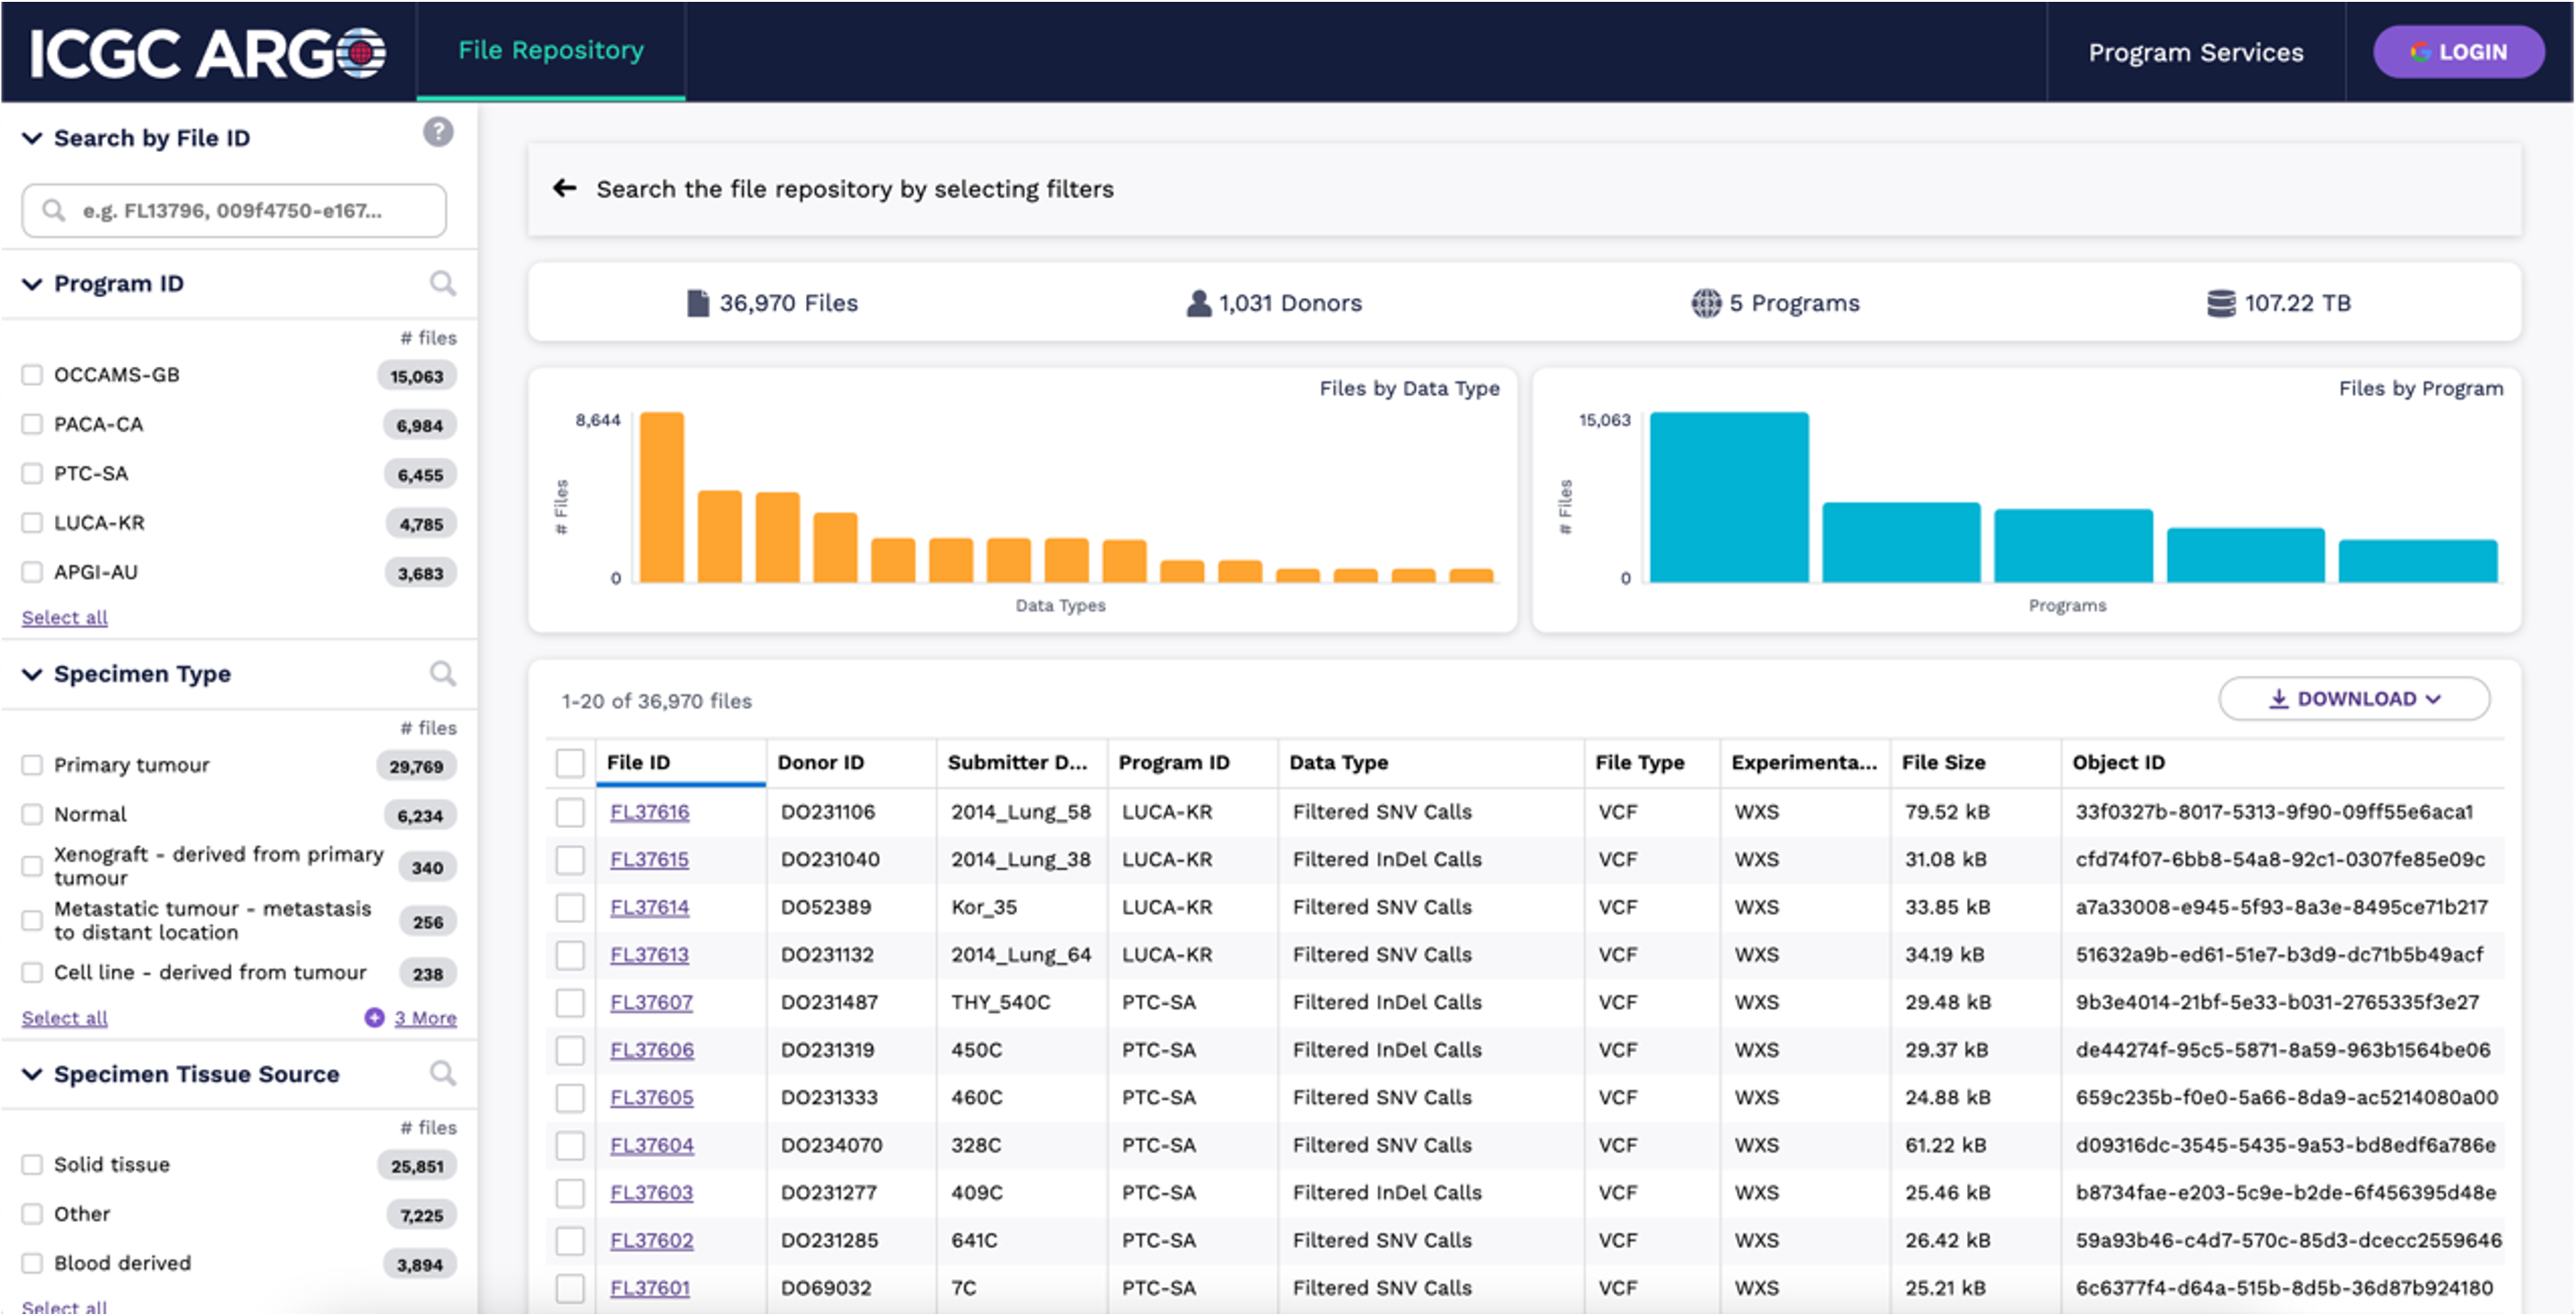 ICGC ARGO
File Repository
Program Services
LOGIN
Search by File ID
?
e.g. FL13796, 009f4750-e167...
Program ID
# files
OCCAMS-GB 15,063
PACA-CA 6,984
PTC-SA 6,455
LUCA-KR 4,785
APGI-AU 3,683
Select all
Specimen Type
# files
Primary tumour 29,769
Normal 6,234
Xenograft - derived from primary
tumour 340
Metastatic tumour - metastasis
to distant location 256
Cell line - derived from tumour 238
Select all 3 More
Specimen Tissue Source
# files
Solid tissue 25,851
Other 7,225
Blood derived 3,894
Select all
Search the file repository by selecting filters
36,970 Files 1,031 Donors 5 Programs 107.22 TB
Files by Data Type
8,644
# Files
0
Data Types
Files by Program
15,063
# Files
0
Programs
1-20 of 36,970 files
DOWNLOAD
File ID Donor ID Submitter D... Program ID Data Type File Type Experimenta... File Size Object ID
FL37616 DO231106 2014_Lung_58 LUCA-KR Filtered SNV Calls VCF WXS 79.52 kB 33f0327b-8017-5313-9f90-09ff55e6aca1
FL37615 DO231040 2014_Lung_38 LUCA-KR Filtered InDel Calls VCF WXS 31.08 kB cfd74f07-6bb8-54a8-92c1-0307fe85e09c
FL37614 DO52389 Kor_35 LUCA-KR Filtered SNV Calls VCF WXS 33.85 kB a7a33008-e945-5f93-8a3e-8495ce71b217
FL37613 DO231132 2014_Lung_64 LUCA-KR Filtered SNV Calls VCF WXS 34.19 kB 51632a9b-ed61-51e7-b3d9-dc71b5b49acf
FL37607 DO231487 THY_540C PTC-SA Filtered InDel Calls VCF WXS 29.48 kB 9b3e4014-21bf-5e33-b031-2765335f3e27
FL37606 DO231319 450C PTC-SA Filtered InDel Calls VCF WXS 29.37 kB de44274f-95c5-5871-8a59-963b1564be06
FL37605 DO231333 460C PTC-SA Filtered SNV Calls VCF WXS 24.88 kB 659c235b-f0e0-5a66-8da9-ac5214080a00
FL37604 DO234070 328C PTC-SA Filtered SNV Calls VCF WXS 61.22 kB d09316dc-3545-5435-9a53-bd8edf6a786e
FL37603 DO231277 409C PTC-SA Filtered InDel Calls VCF WXS 25.46 kB b8734fae-e203-5c9e-b2de-6f456395d48e
FL37602 DO231285 641C PTC-SA Filtered SNV Calls VCF WXS 26.42 kB 59a93b46-c4d7-570c-85d3-dcecc2559646
FL37601 DO69032 7C PTC-SA Filtered SNV Calls VCF WXS 25.21 kB 6c6377f4-d64a-515b-8d5b-36d87b924180